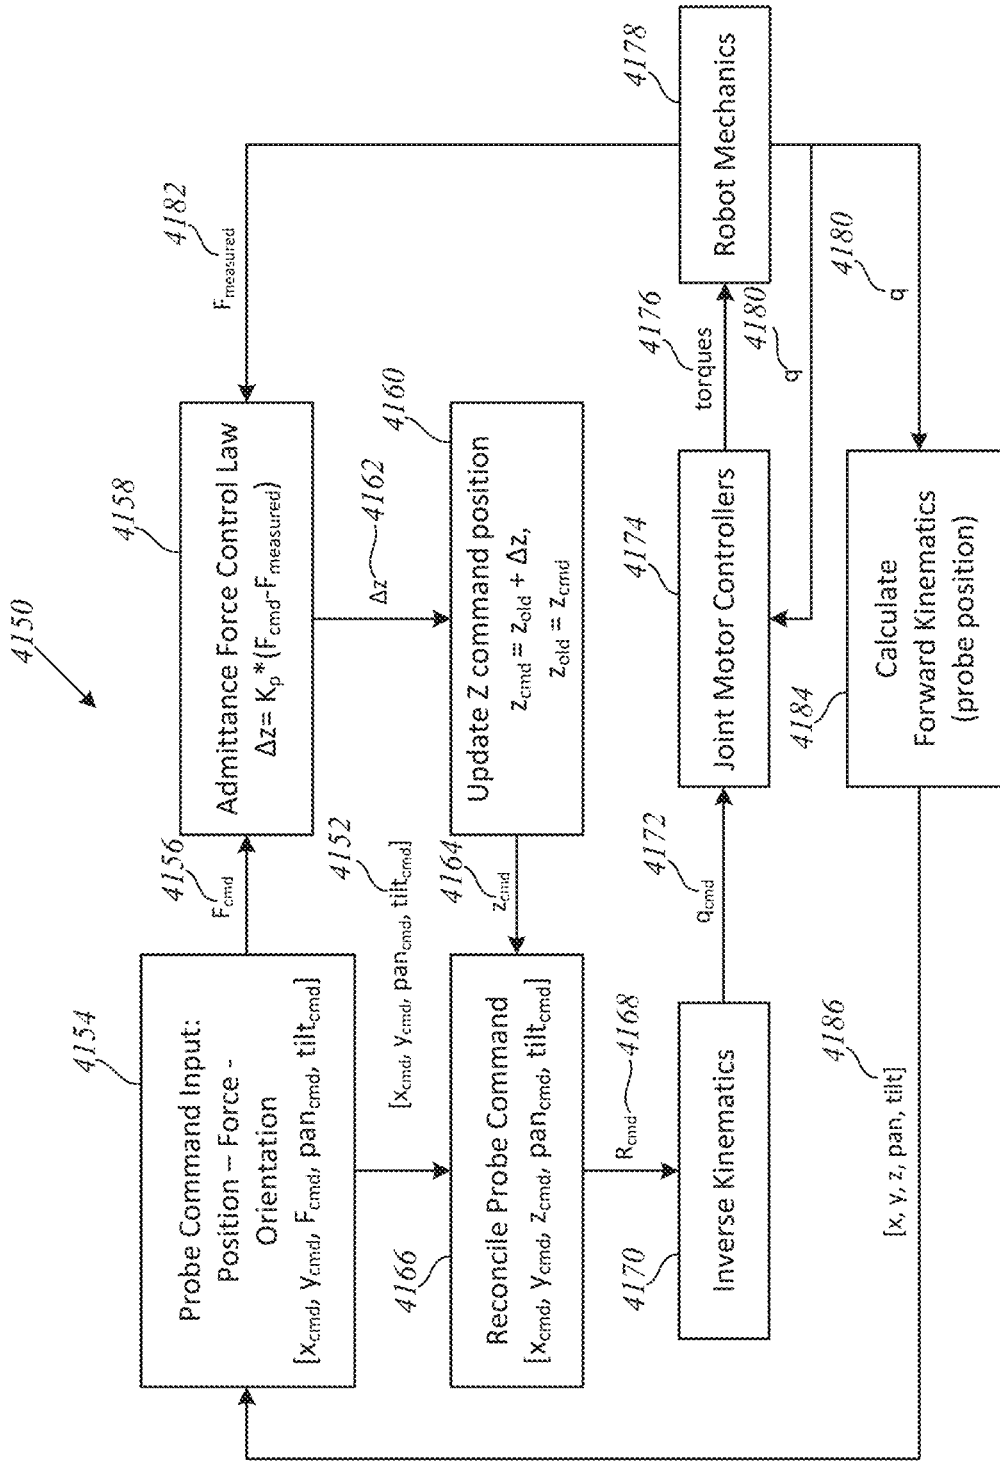 4150
4154
Probe Command Input:
Position – Force -
Orientation
[xcmd, ycmd, Fcmd, pancmd, tiltcmd]
4156
Fcmd
4158
Admittance Force Control Law
Δz= Kp*(Fcmd-Fmeasured)
4182
Fmeasured
4152
[xcmd, ycmd, pancmd, tiltcmd]
Δz
4162
4160
Update Z command position
zcmd = zold + Δz,
zold = zcmd
4164
zcmd
4166
Reconcile Probe Command
[xcmd, ycmd, zcmd, pancmd, tiltcmd]
Rcmd
4168
4170
Inverse Kinematics
4172
qcmd
4174
Joint Motor Controllers
4176
torques
4178
Robot Mechanics
4180
q
4180
q
4184
Calculate
Forward Kinematics
(probe position)
4186
[x, y, z, pan, tilt]